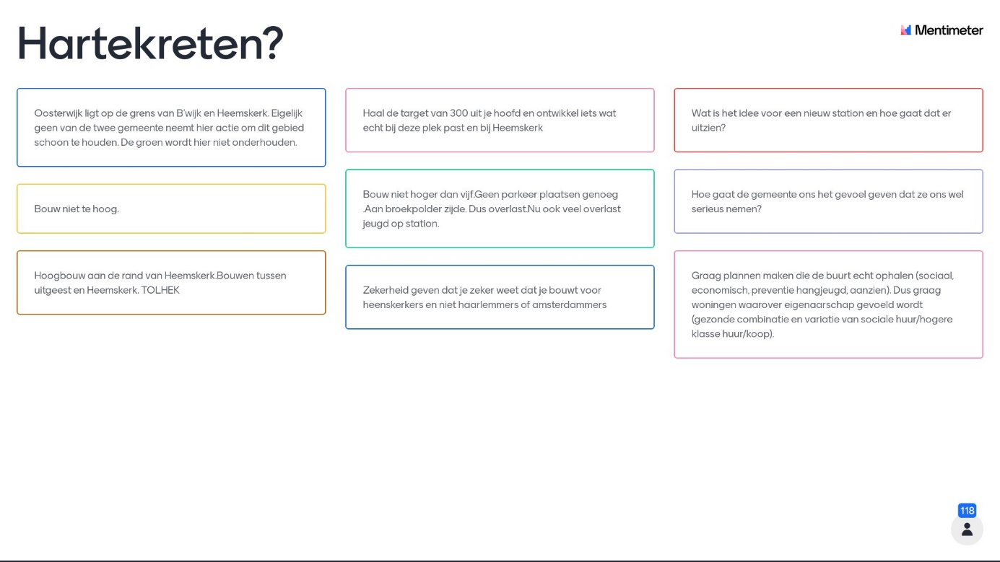 Hartekreten?
Mentimeter
Oosterwijk ligt op de grens van B'wijk en Heemskerk. Eigelijk
geen van de twee gemeente neemt hier actie om dit gebied
schoon te houden. De groen wordt hier niet onderhouden.
Bouw niet te hoog.
Hoogbouw aan de rand van Heemskerk.Bouwen tussen
uitgeest en Heemskerk. TOLHEK
Haal de target van 300 uit je hoofd en ontwikkel iets wat
echt bij deze plek past en bij Heemskerk
Bouw niet hoger dan vijf.Geen parkeer plaatsen genoeg
.Aan broekpolder zijde. Dus overlast.Nu ook veel overlast
jeugd op station.
Zekerheid geven dat je zeker weet dat je bouwt voor
heenskerkers en niet haarlemmers of amsterdammers
Wat is het idee voor een nieuw station en hoe gaat dat er
uitzien?
Hoe gaat de gemeente ons het gevoel geven dat ze ons wel
serieus nemen?
Graag plannen maken die de buurt echt ophalen (sociaal,
economisch, preventie hangjeugd, aanzien). Dus graag
woningen waarover eigenaarschap gevoeld wordt
(gezonde combinatie en variatie van sociale huur/hogere
klasse huur/koop).
118